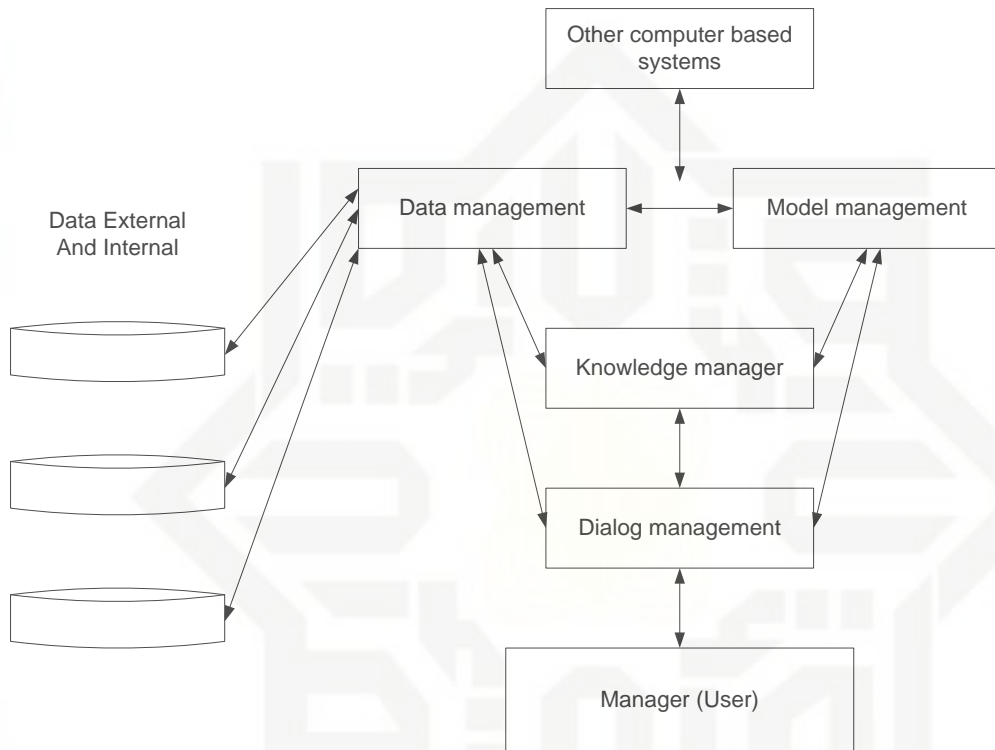 Other computer based
systems
Data management
Model management
Data External
And Internal
Knowledge manager
Dialog management
Manager (User)